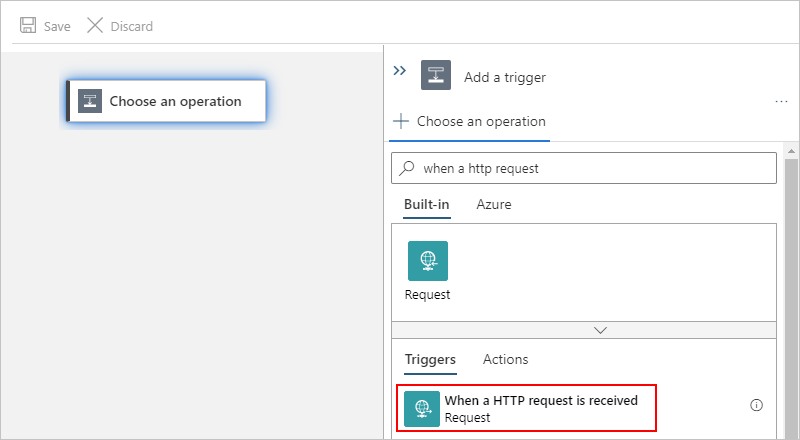 Save
Discard
Choose an operation
Add a trigger
Choose an operation
when a http request
Built-in
Azure
Request
Triggers
Actions
When a HTTP request is received
Request